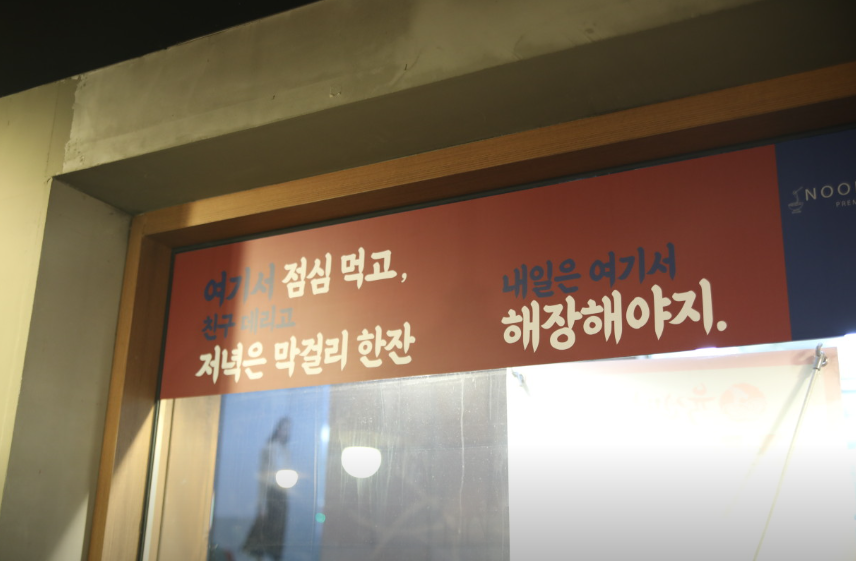 여기서 점심 먹고,
친구 데리고
저녁은 막걸리 한잔
내일은 여기서
해장해야지.